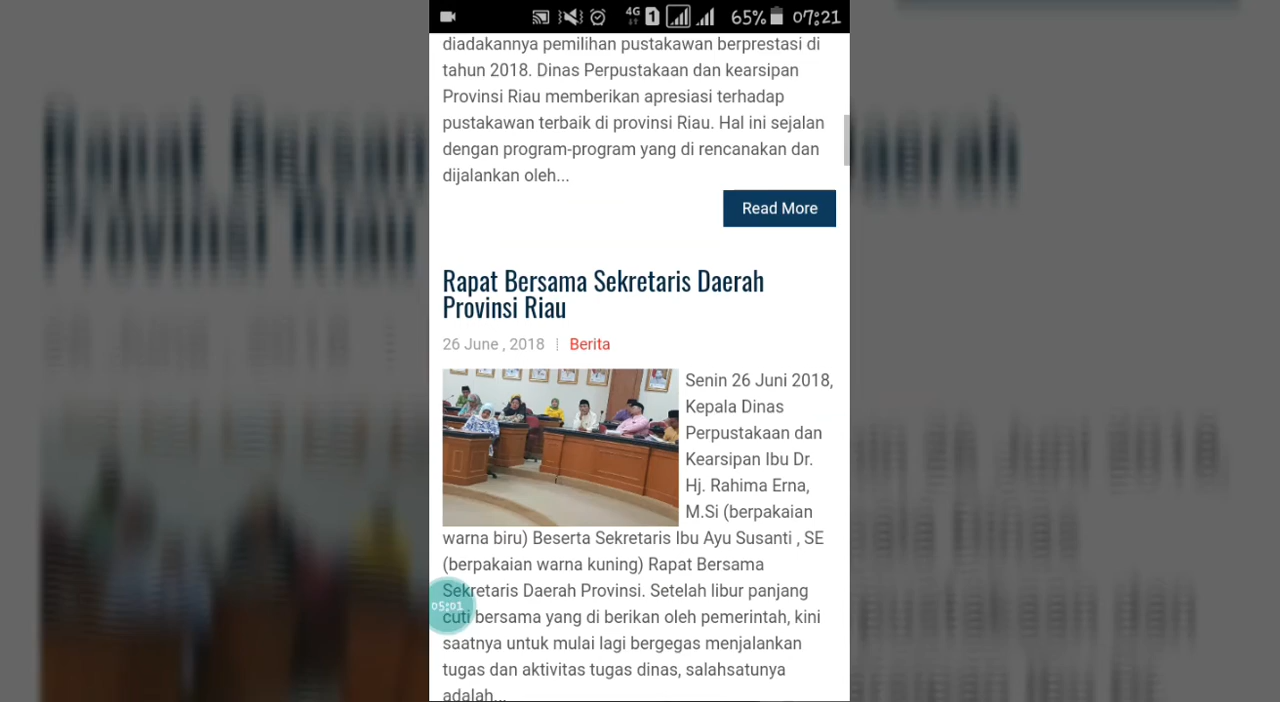 4G 1 65% 07:21
diadakannya pemilihan pustakawan berprestasi di
tahun 2018. Dinas Perpustakaan dan kearsipan
Provinsi Riau memberikan apresiasi terhadap
pustakawan terbaik di provinsi Riau. Hal ini sejalan
dengan program-program yang di rencanakan dan
dijalankan oleh...
Read More
Rapat Bersama Sekretaris Daerah
Provinsi Riau
26 June , 2018 Berita
Senin 26 Juni 2018,
Kepala Dinas
Perpustakaan dan
Kearsipan Ibu Dr.
Hj. Rahima Erna,
M.Si (berpakaian
warna biru) Beserta Sekretaris Ibu Ayu Susanti , SE
(berpakaian warna kuning) Rapat Bersama
Sekretaris Daerah Provinsi. Setelah libur panjang
05:01
cuti bersama yang di berikan oleh pemerintah, kini
saatnya untuk mulai lagi bergegas menjalankan
tugas dan aktivitas tugas dinas, salahsatunya
adalah...